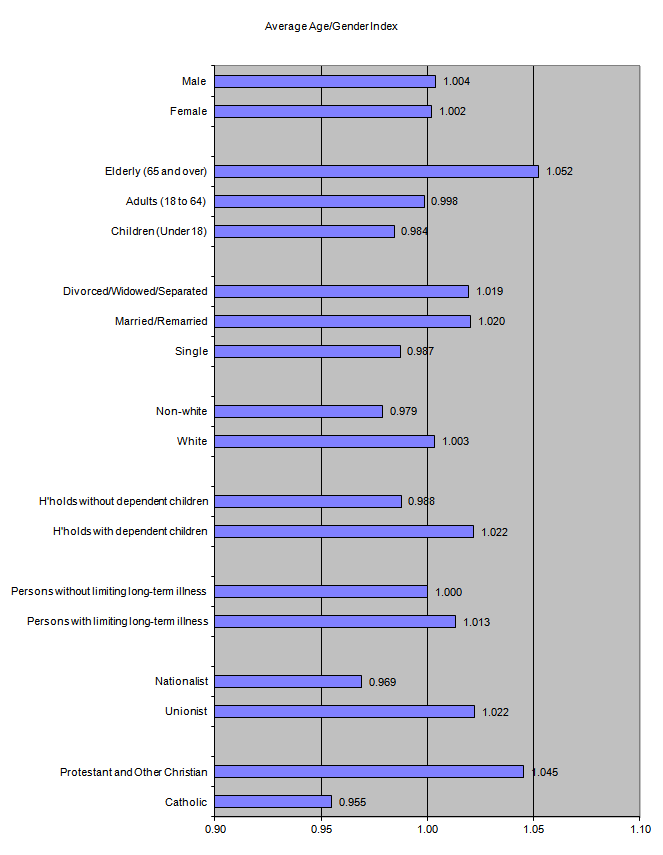 Average Age/Gender Index
Male 1.004
Female 1.002
Elderly (65 and over) 1.052
Adults (18 to 64) 0.998
Children (Under 18) 0.984
Divorced/Widowed/Separated 1.019
Married/Remarried 1.020
Single 0.987
Non-white 0.979
White 1.003
H'holds without dependent children 0.988
H'holds with dependent children 1.022
Persons without limiting long-term illness 1.000
Persons with limiting long-term illness 1.013
Nationalist 0.969
Unionist 1.022
Protestant and Other Christian 1.045
Catholic 0.955
0.90 0.95 1.00 1.05 1.10